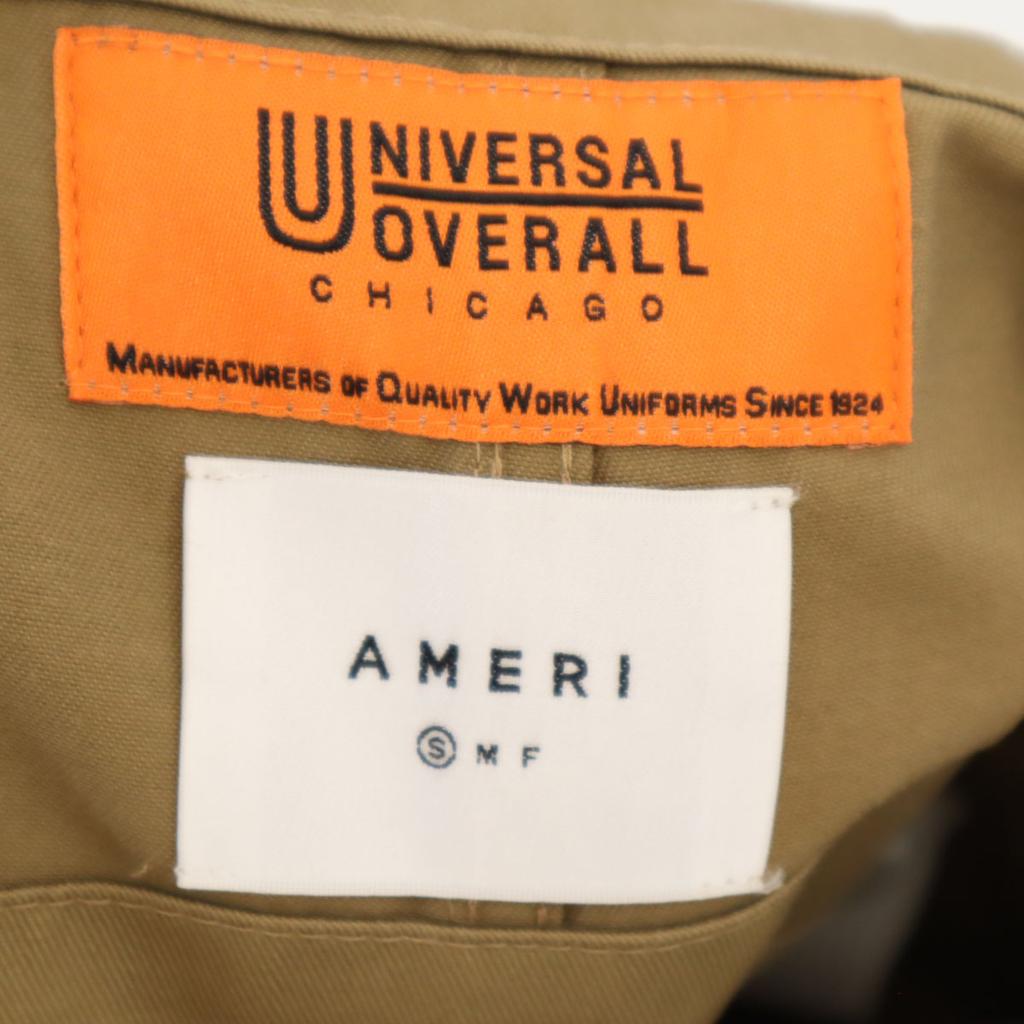 UNIVERSAL
OVERALL
CHICAGO
MANUFACTURERS OF QUALITY WORK UNIFORMS SINCE 1924
AMERI
S M F